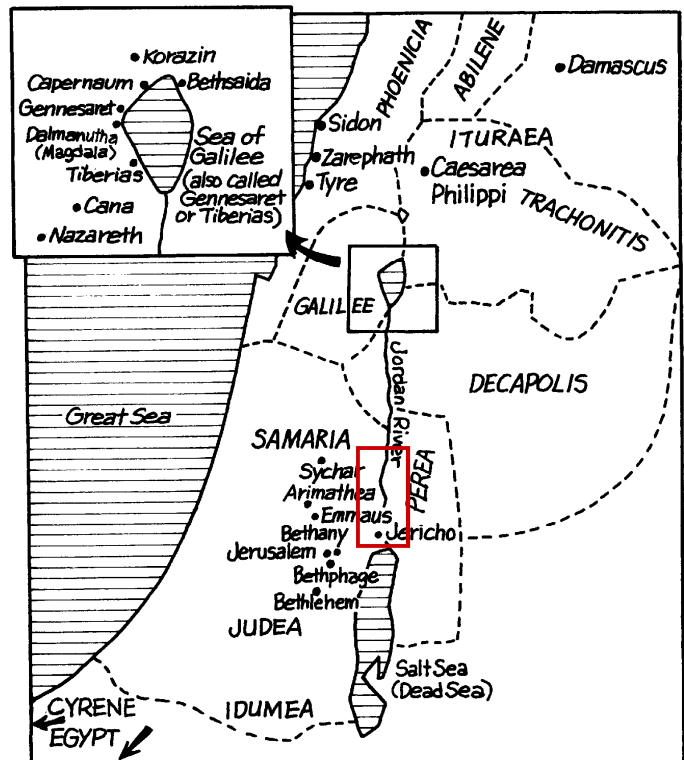 Korazin
Capernaum
Bethsaida
Gennesaret
Dalmanutha
(Magdala)
Tiberias
Sea of
Galilee
(also called
Gennesaret
or Tiberias)
Cana
Nazareth
PHOENICIA
ABILENE
Damascus
Sidon
ITURAEA
Zarephath
Tyre
Caesarea
Philippi
TRACHONITIS
GALILEE
Jordan River
DECAPOLIS
Great Sea
SAMARIA
Sychar
PEREA
Arimathea
Emmaus
Bethany
Jericho
Jerusalem
Bethphage
Bethlehem
JUDEA
Salt Sea
(Dead Sea)
CYRENE
IDUMEA
EGYPT